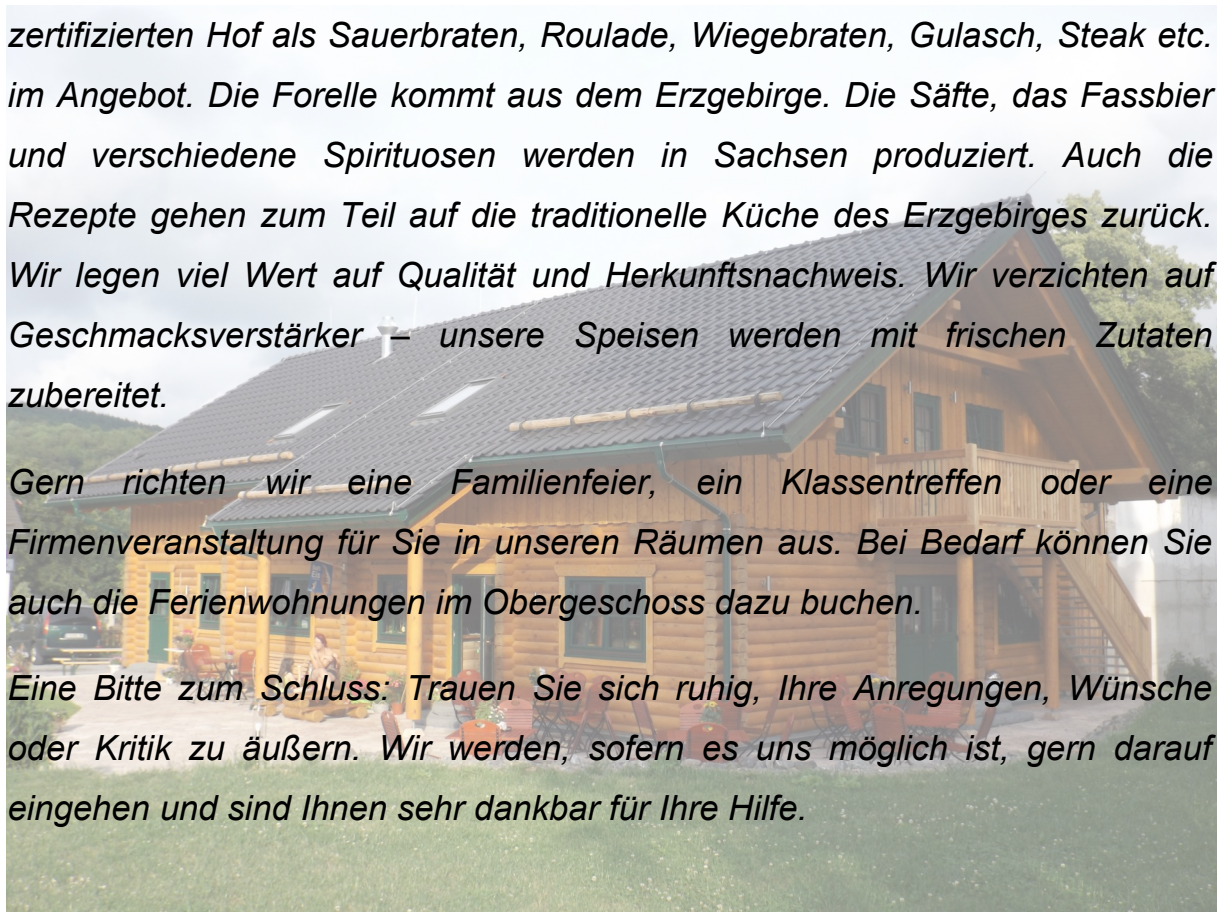 zertifizierten Hof als Sauerbraten, Roulade, Wiegebraten, Gulasch, Steak etc.
im Angebot. Die Forelle kommt aus dem Erzgebirge. Die Säfte, das Fassbier
und verschiedene Spirituosen werden in Sachsen produziert. Auch die
Rezepte gehen zum Teil auf die traditionelle Küche des Erzgebirges zurück.
Wir legen viel Wert auf Qualität und Herkunftsnachweis. Wir verzichten auf
Geschmacksverstärker – unsere Speisen werden mit frischen Zutaten
zubereitet.
Gern richten wir eine Familienfeier, ein Klassentreffen oder eine
Firmenveranstaltung für Sie in unseren Räumen aus. Bei Bedarf können Sie
auch die Ferienwohnungen im Obergeschoss dazu buchen.
Eine Bitte zum Schluss: Trauen Sie sich ruhig, Ihre Anregungen, Wünsche
oder Kritik zu äußern. Wir werden, sofern es uns möglich ist, gern darauf
eingehen und sind Ihnen sehr dankbar für Ihre Hilfe.